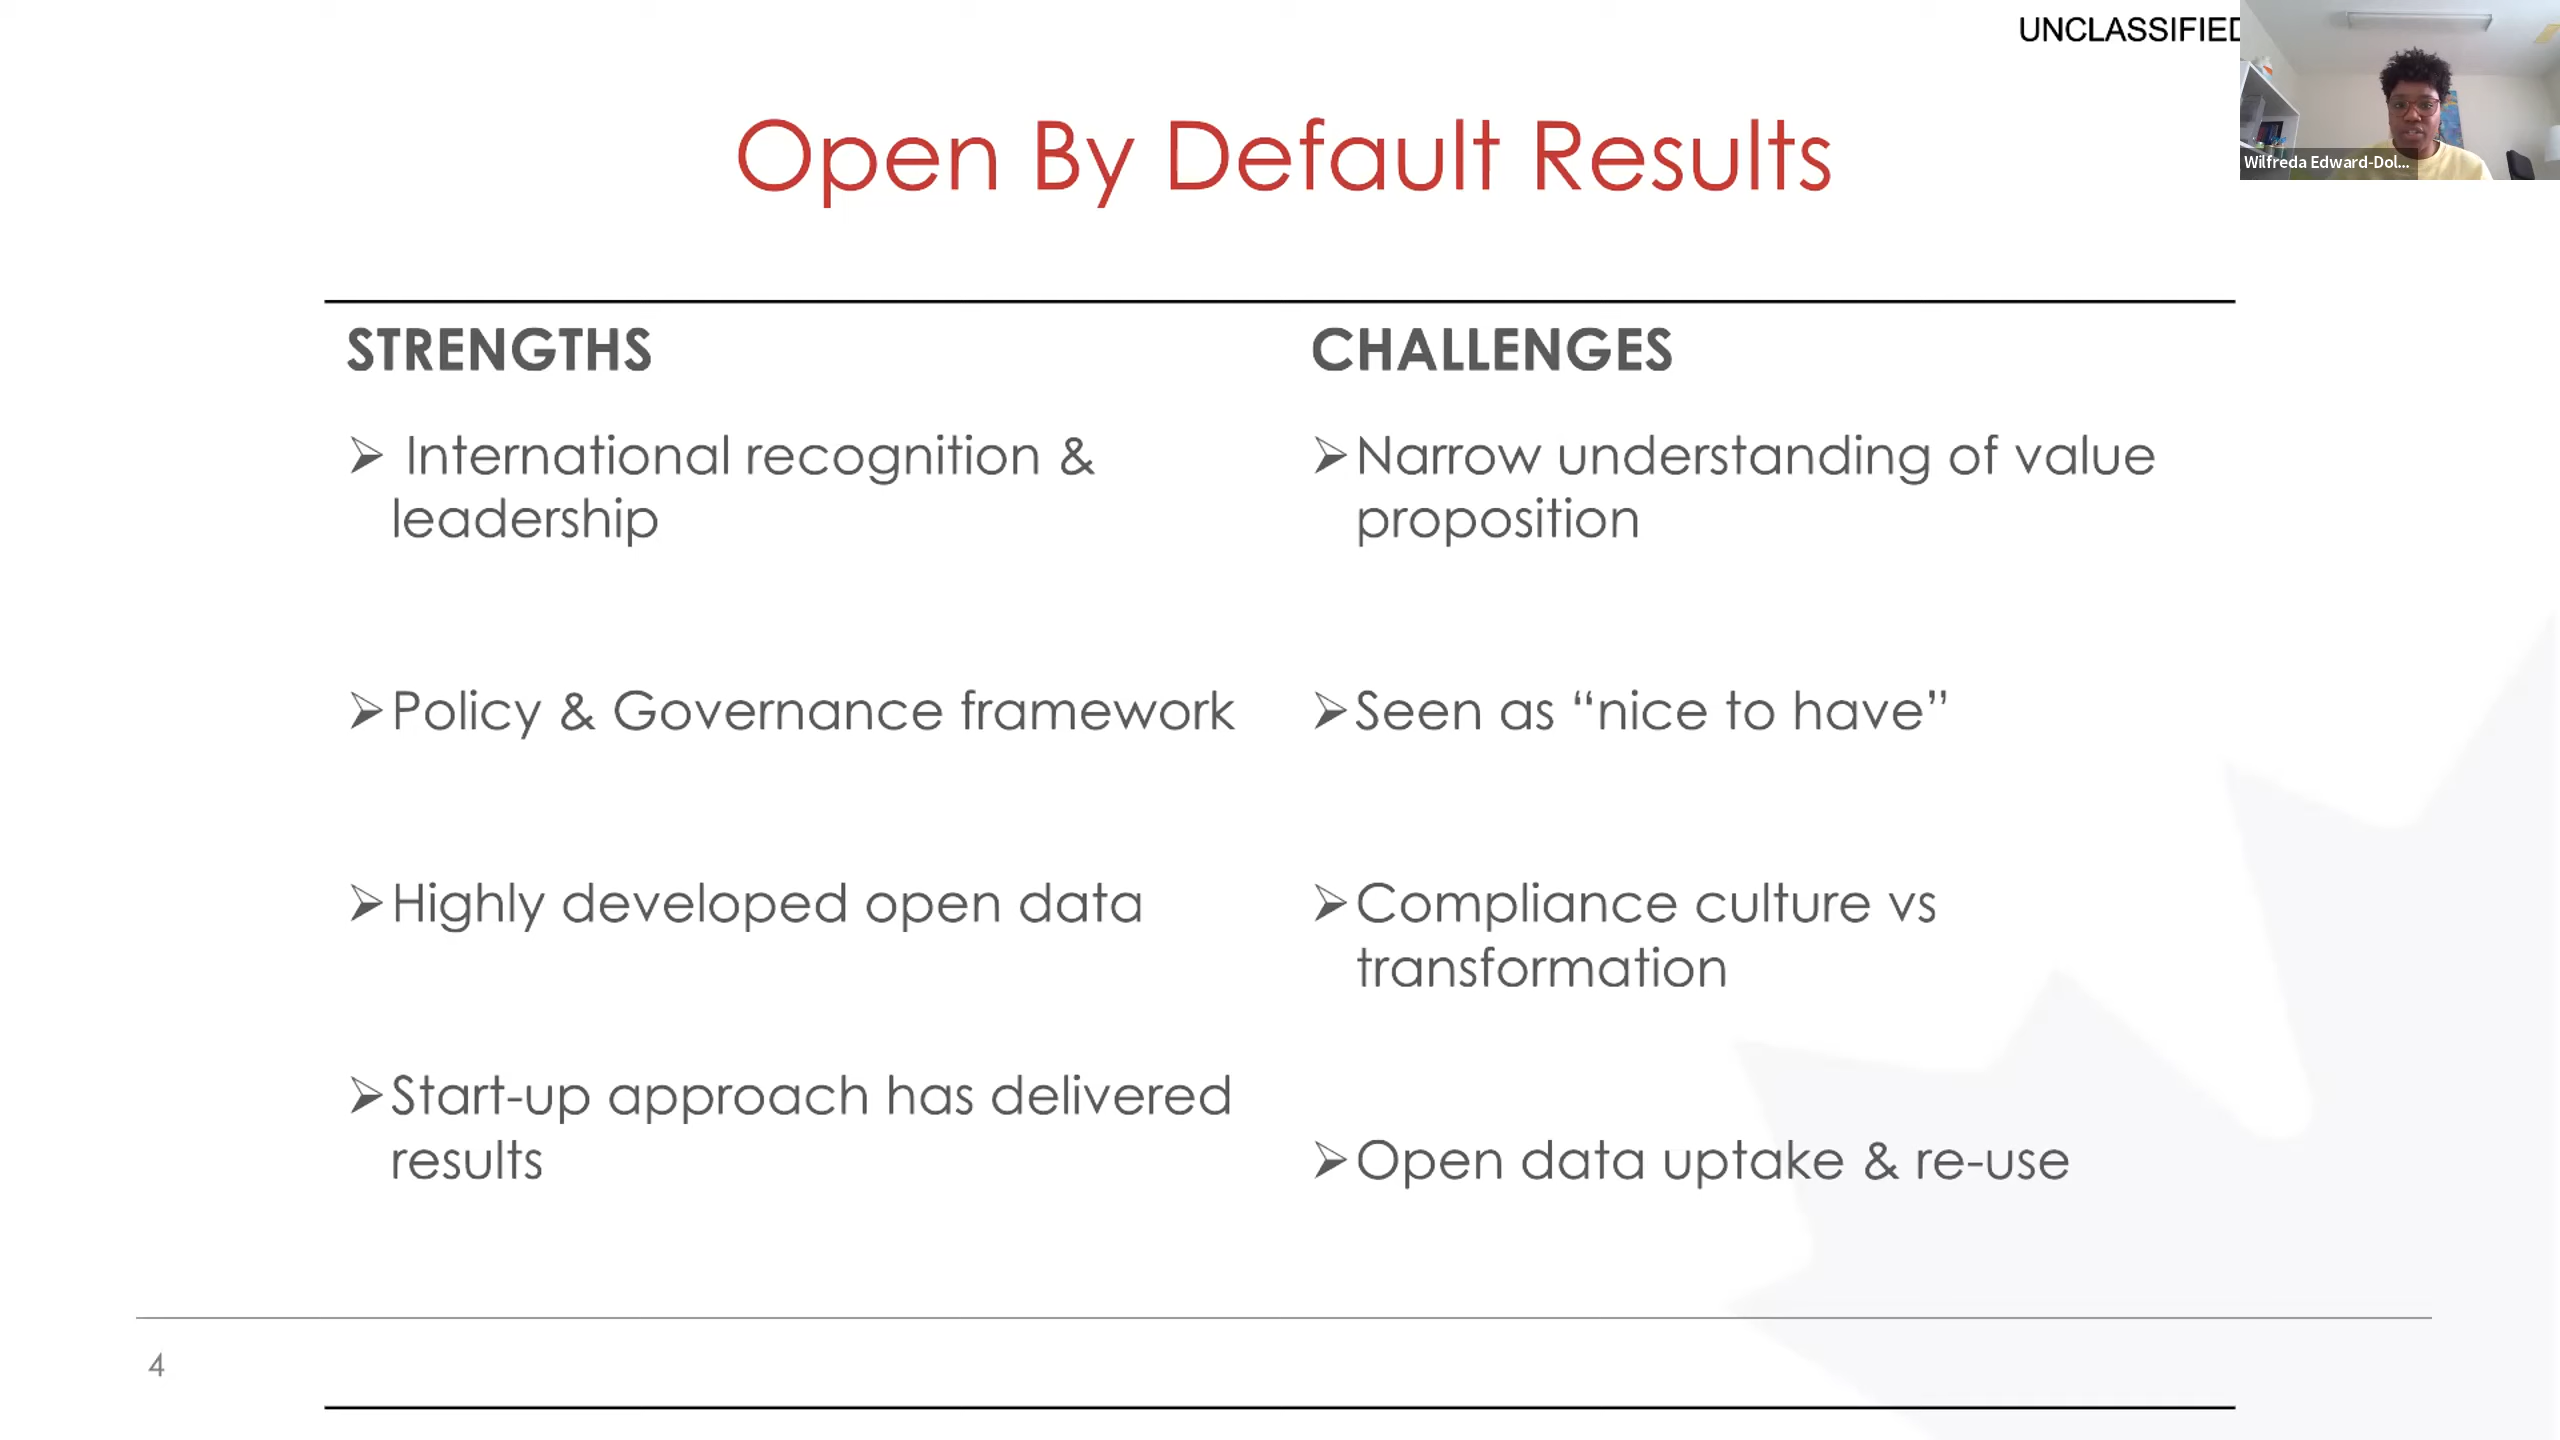 UNCLASSIFIED
Wilfreda Edward-Dol...
Open By Default Results
STRENGTHS
➢ International recognition &
leadership
➢Policy & Governance framework
➢Highly developed open data
➢Start-up approach has delivered
results
CHALLENGES
➢Narrow understanding of value
proposition
➢Seen as “nice to have”
➢Compliance culture vs
transformation
➢Open data uptake & re-use
4